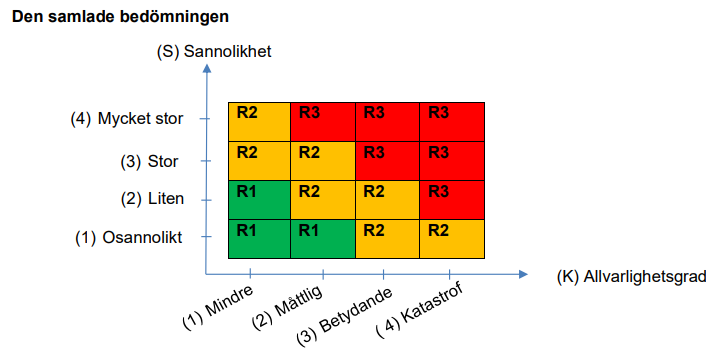 Den samlade bedömningen
(S) Sannolikhet
(4) Mycket stor R2 R3 R3 R3
(3) Stor R2 R2 R3 R3
(2) Liten R1 R2 R2 R3
(1) Osannolikt R1 R1 R2 R2
(K) Allvarlighetsgrad
(1) Mindre (2) Måttlig (3) Betydande ( 4) Katastrof